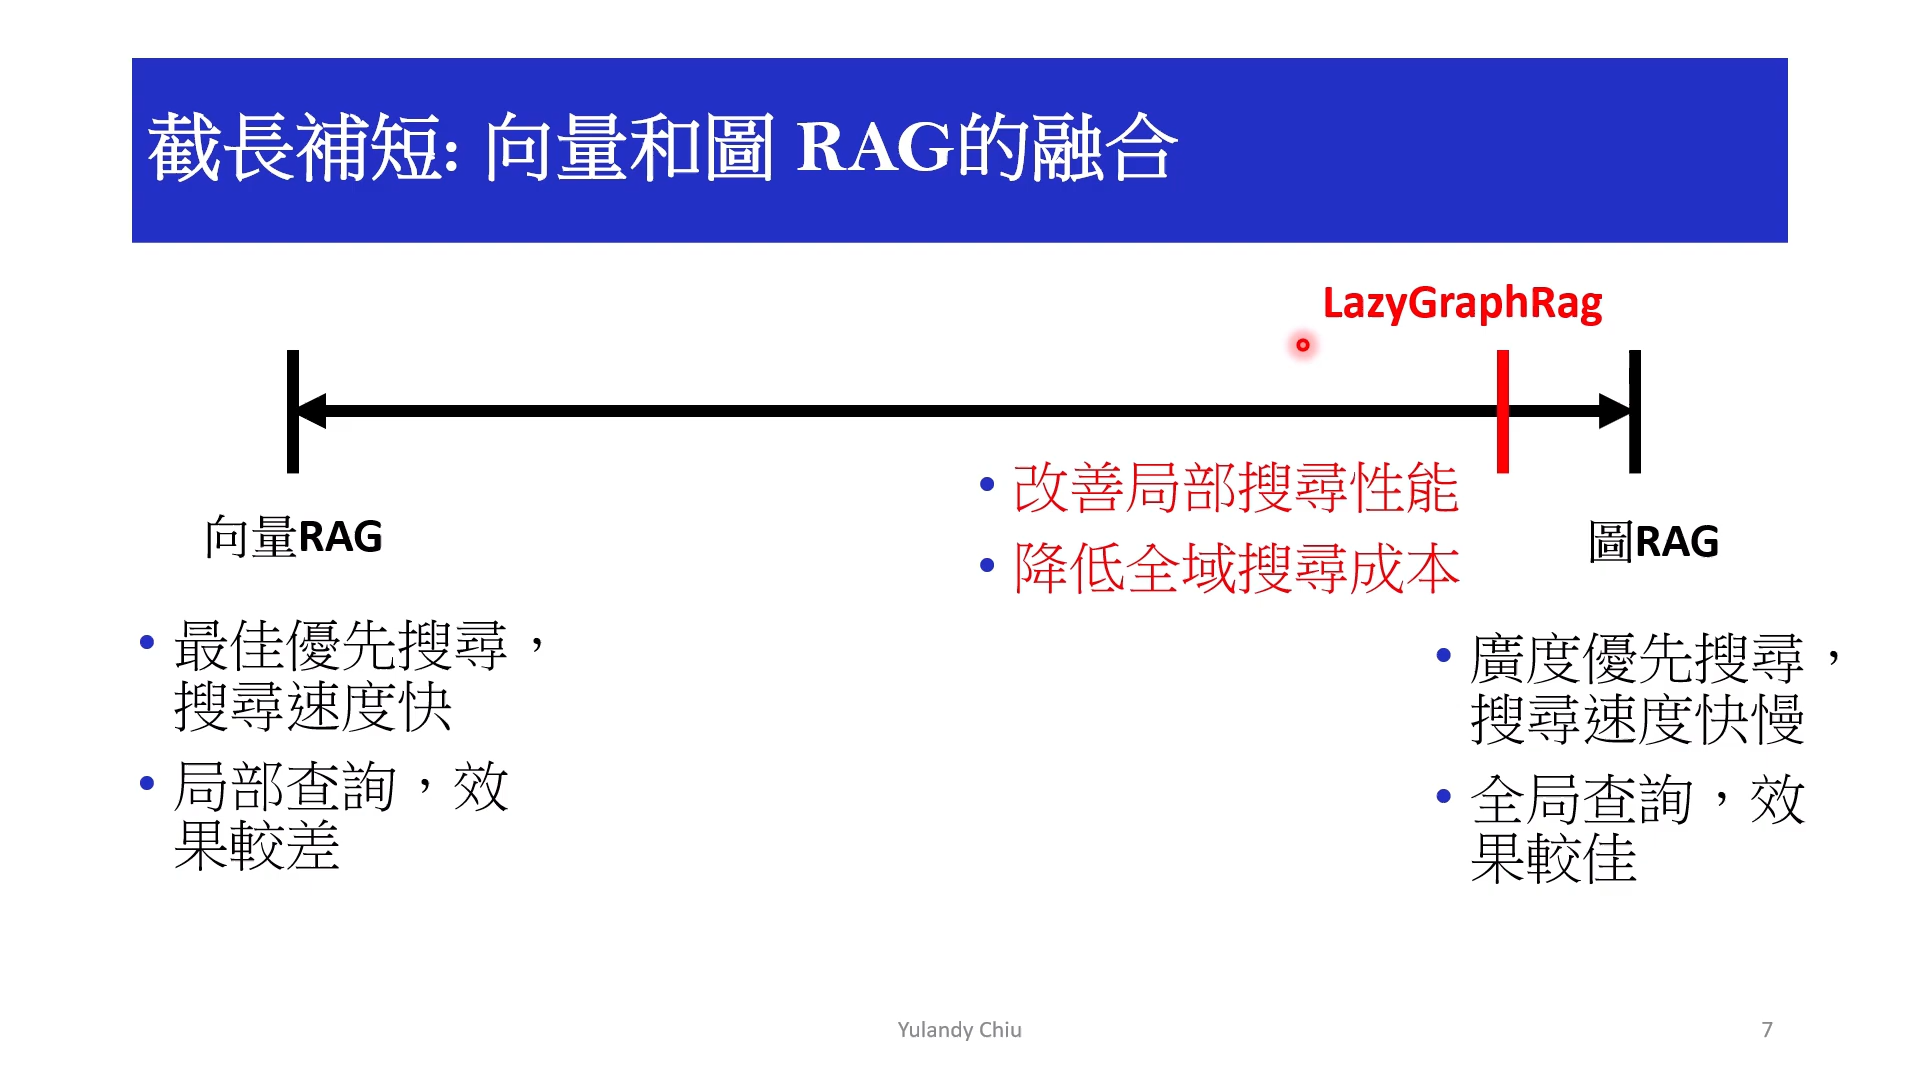 截長補短: 向量和圖 RAG的融合
LazyGraphRag
• 改善局部搜尋性能
• 降低全域搜尋成本
向量RAG
圖RAG
• 最佳優先搜尋，
搜尋速度快
• 局部查詢，效
果較差
• 廣度優先搜尋，
搜尋速度快慢
• 全局查詢，效
果較佳
Yulandy Chiu
7